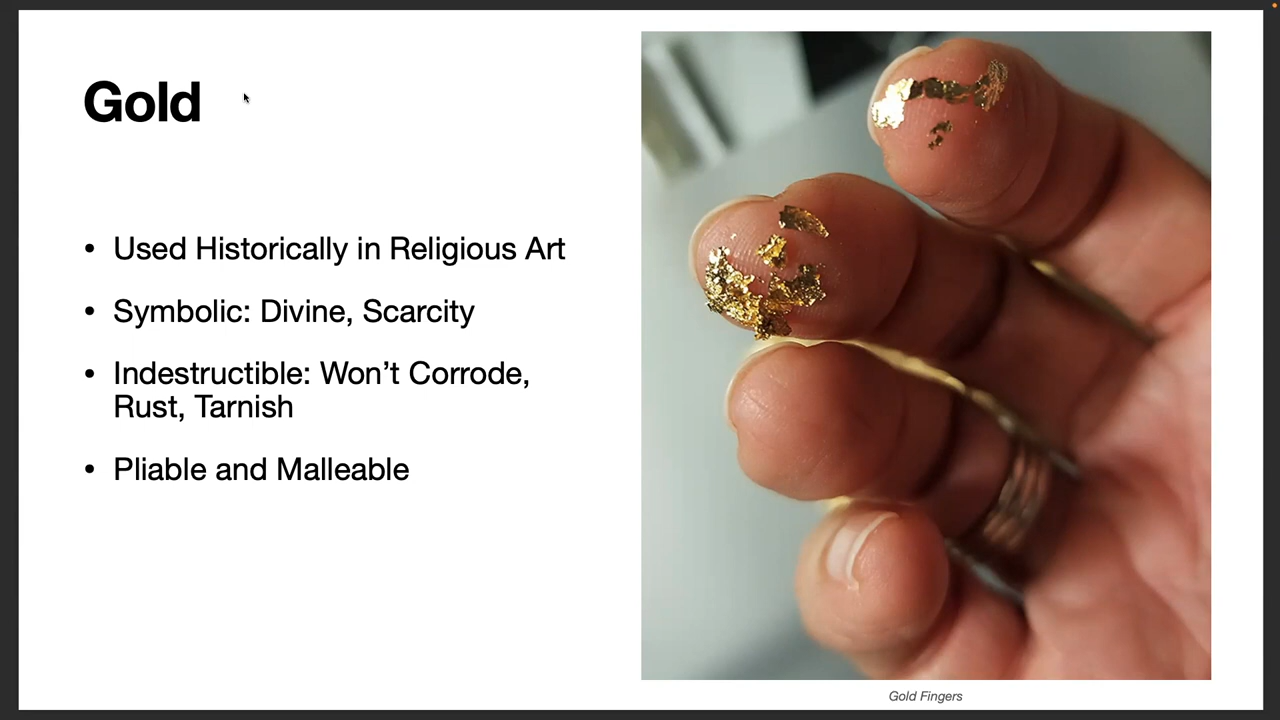 Gold
• Used Historically in Religious Art
• Symbolic: Divine, Scarcity
• Indestructible: Won’t Corrode,
Rust, Tarnish
• Pliable and Malleable
Gold Fingers